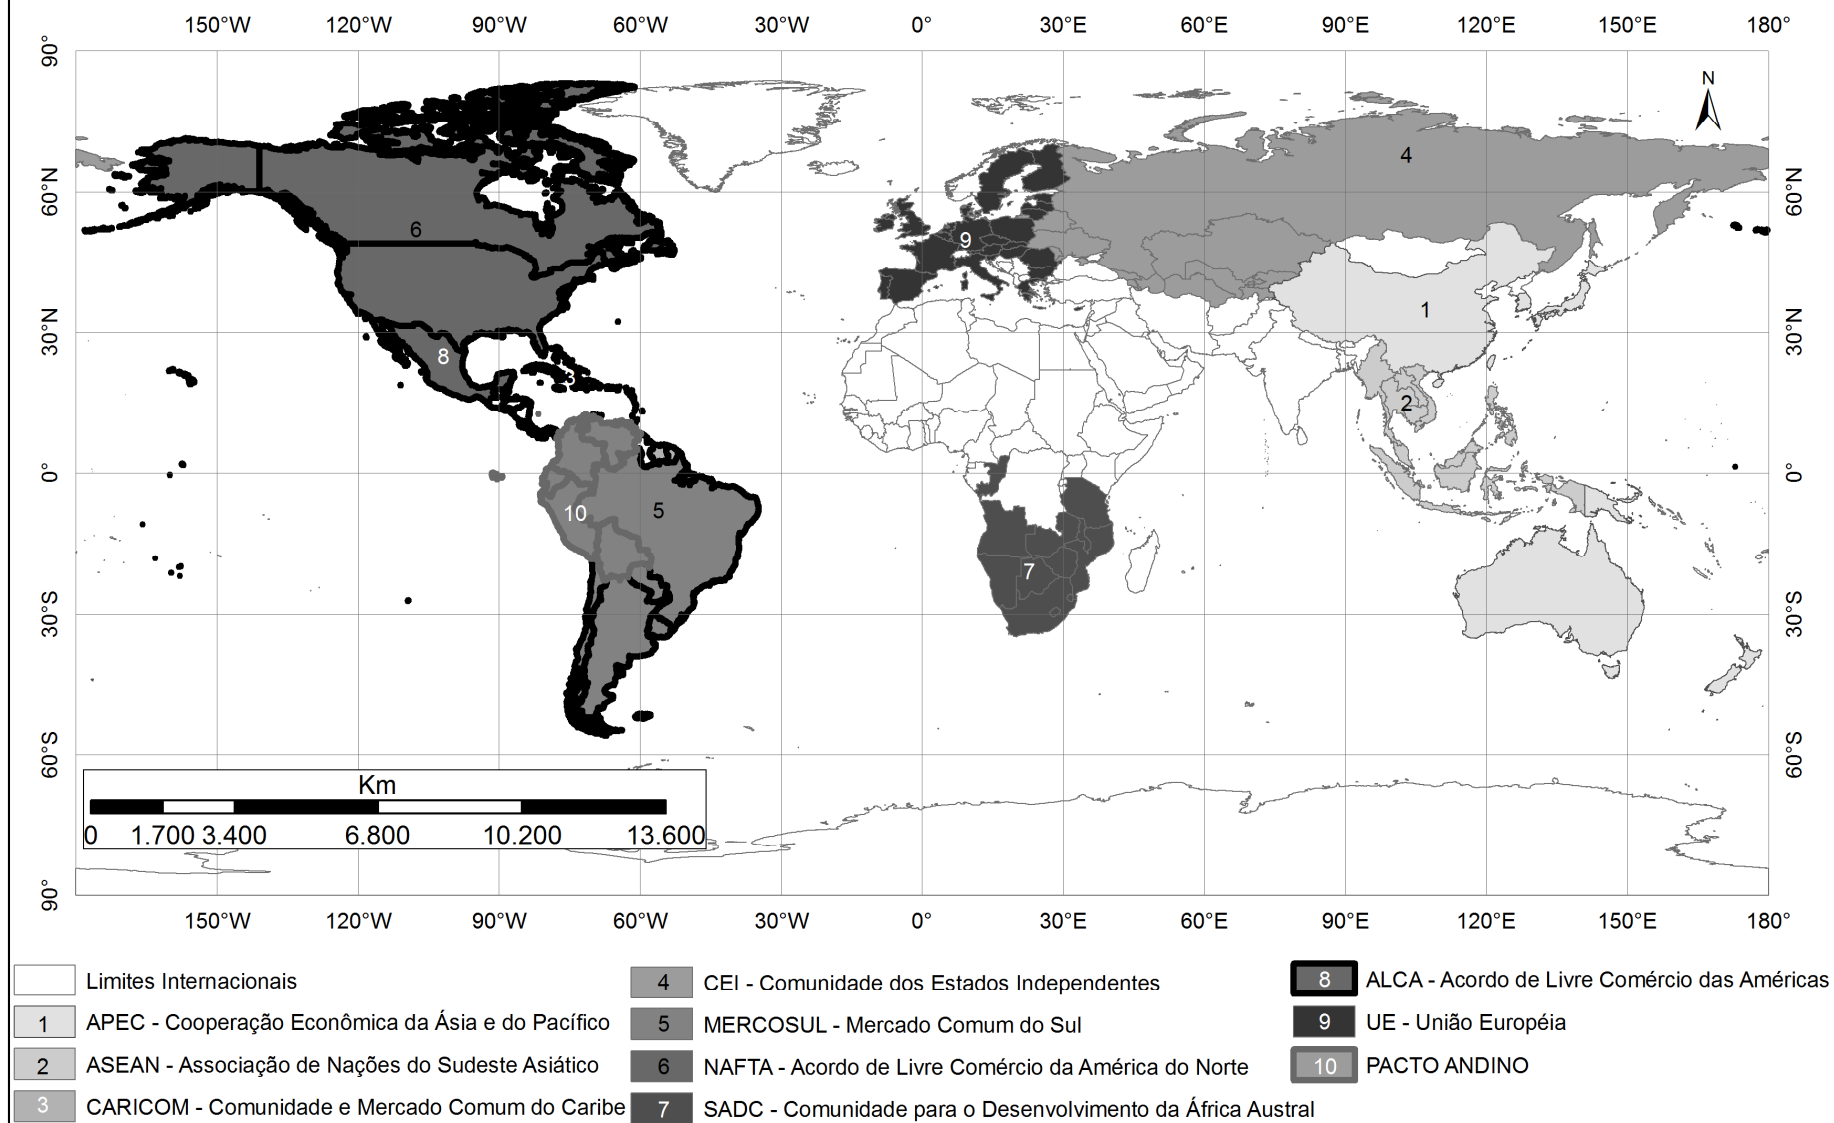 150°W 120°W 90°W 60°W 30°W 0° 30°E 60°E 90°E 120°E 150°E 180°
90°
N
4
60°N 60°N
6
9
1
30°N 30°N
8
2
0° 0°
10 5
7
30°S 30°S
60°S 60°S
Km
0 1.700 3.400 6.800 10.200 13.600
90°
150°W 120°W 90°W 60°W 30°W 0° 30°E 60°E 90°E 120°E 150°E 180°
Limites Internacionais
1 APEC - Cooperação Econômica da Ásia e do Pacífico
2 ASEAN - Associação de Nações do Sudeste Asiático
3 CARICOM - Comunidade e Mercado Comum do Caribe
4 CEI - Comunidade dos Estados Independentes
5 MERCOSUL - Mercado Comum do Sul
6 NAFTA - Acordo de Livre Comércio da América do Norte
7 SADC - Comunidade para o Desenvolvimento da África Austral
8 ALCA - Acordo de Livre Comércio das Américas
9 UE - União Européia
10 PACTO ANDINO